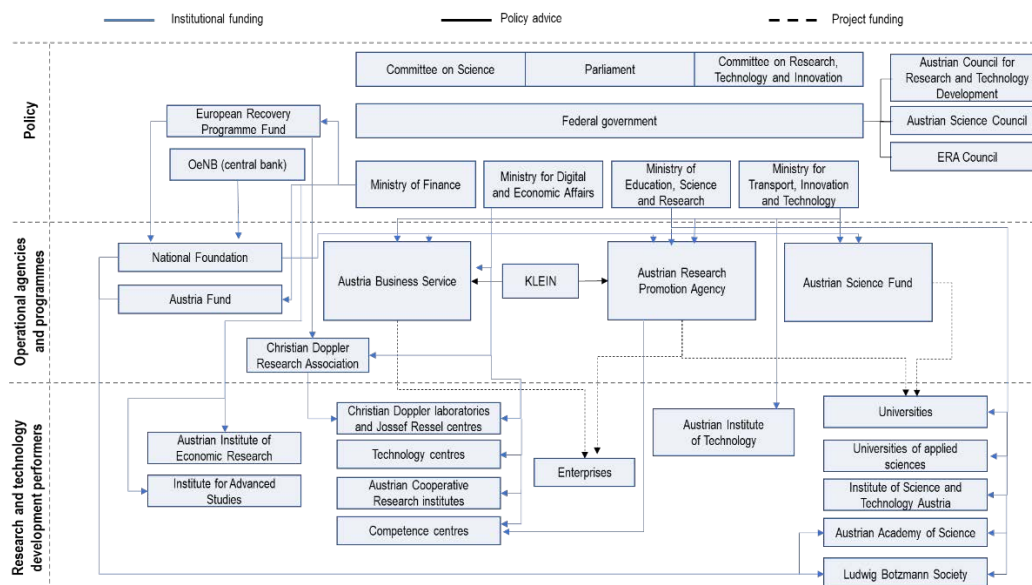 Institutional funding
Policy advice
Project funding
Policy
Committee on Science
Parliament
Committee on Research,
Technology and Innovation
Austrian Council for
Research and Technology
Development
European Recovery
Programme Fund
Federal government
Austrian Science Council
OeNB (central bank)
ERA Council
Ministry of Finance
Ministry for Digital
and Economic Affairs
Ministry of
Education, Science
and Research
Ministry for
Transport, Innovation
and Technology
Operational agencies
and programmes
National Foundation
Austria Business Service
KLEIN
Austrian Research
Promotion Agency
Austrian Science Fund
Austria Fund
Christian Doppler
Research Association
Research and technology
development performers
Christian Doppler laboratories
and Jossef Ressel centres
Austrian Institute
of Technology
Universities
Austrian Institute of
Economic Research
Technology centres
Enterprises
Universities of applied
sciences
Institute for Advanced
Studies
Austrian Cooperative
Research institutes
Institute of Science and
Technology Austria
Competence centres
Austrian Academy of Science
Ludwig Botzmann Society